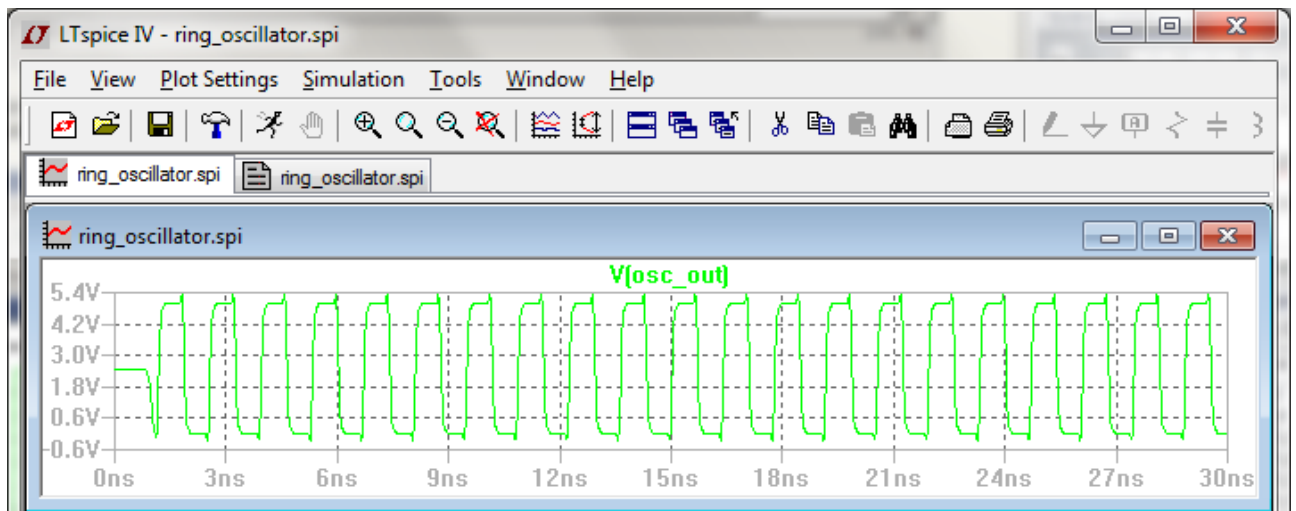 LTspice IV - ring_oscillator.spi
File View Plot Settings Simulation Tools Window Help
ring_oscillator.spi ring_oscillator.spi
ring_oscillator.spi
V(osc_out)
5.4V
4.2V
3.0V
1.8V
0.6V
-0.6V
0ns 3ns 6ns 9ns 12ns 15ns 18ns 21ns 24ns 27ns 30ns